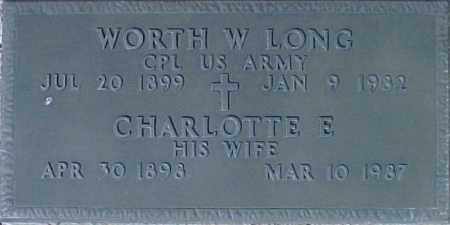 WORTH W LONG
CPL US ARMY
JUL 20 1899 JAN 9 1982
CHARLOTTE E
HIS WIFE
APR 30 1898 MAR 10 1987